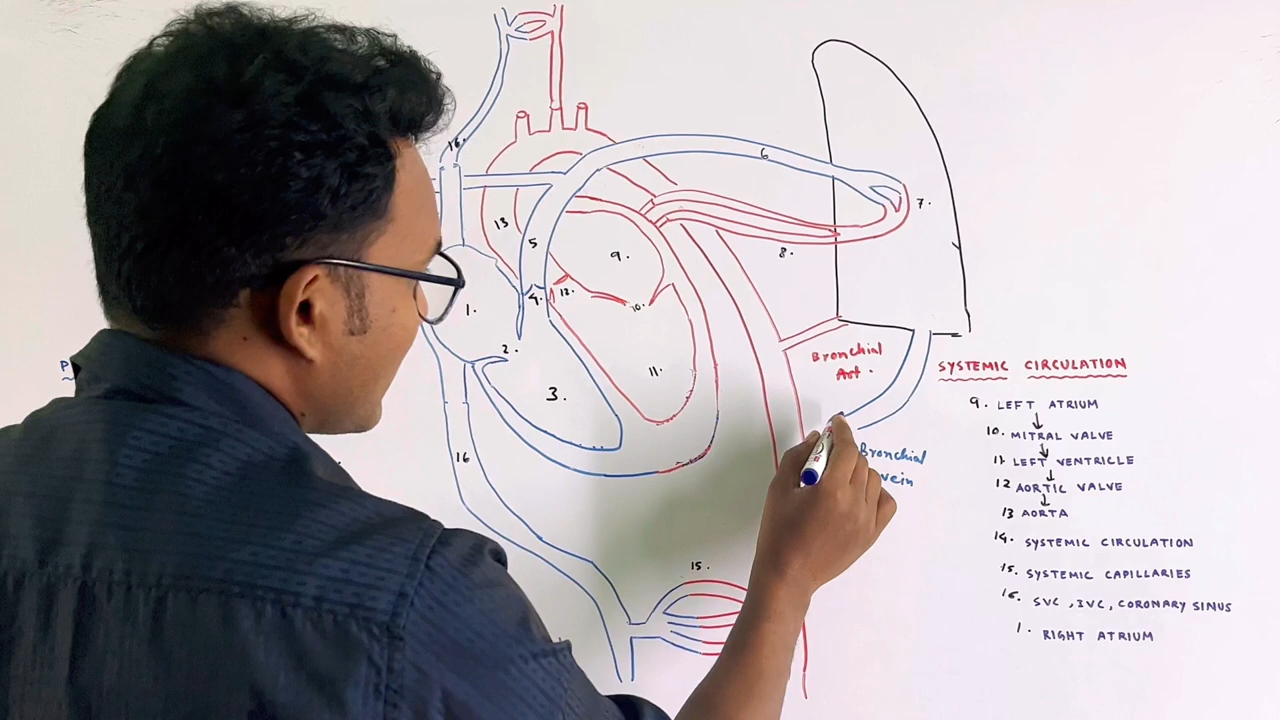 16.
6
7.
13
5
9.
8.
4.
12.
10.
1.
2.
11.
3.
Bronchial
Art.
16
Bronchial
vein
15.
P
SYSTEMIC CIRCULATION
9. LEFT ATRIUM
10. MITRAL VALVE
11. LEFT VENTRICLE
12 AORTIC VALVE
13 AORTA
14. SYSTEMIC CIRCULATION
15. SYSTEMIC CAPILLARIES
16. SVC, IVC, CORONARY SINUS
1. RIGHT ATRIUM